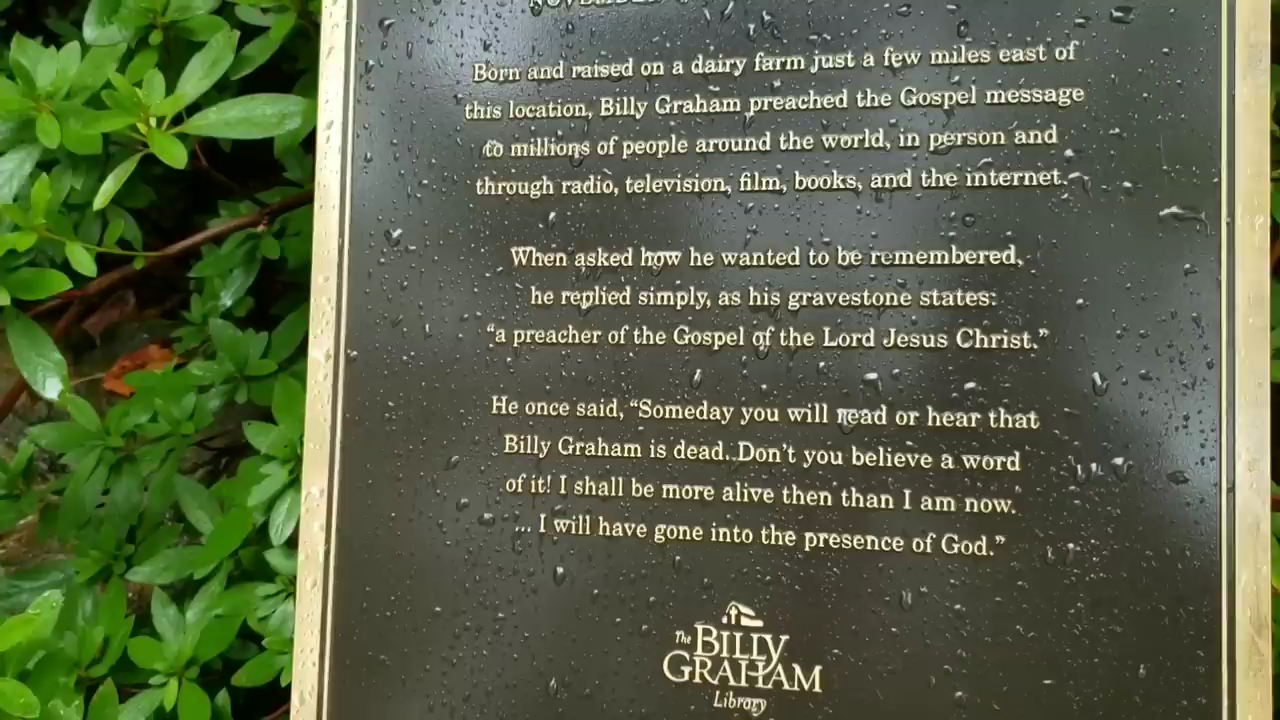 NOVEMBER
Born and raised on a dairy farm just a few miles east of
this location, Billy Graham preached the Gospel message
to millions of people around the world, in person and
through radio, television, film, books, and the internet.
When asked how he wanted to be remembered,
he replied simply, as his gravestone states:
“a preacher of the Gospel of the Lord Jesus Christ.”
He once said, “Someday you will read or hear that
Billy Graham is dead. Don’t you believe a word
of it! I shall be more alive then than I am now.
... I will have gone into the presence of God.”
The BILLY
GRAHAM
Library